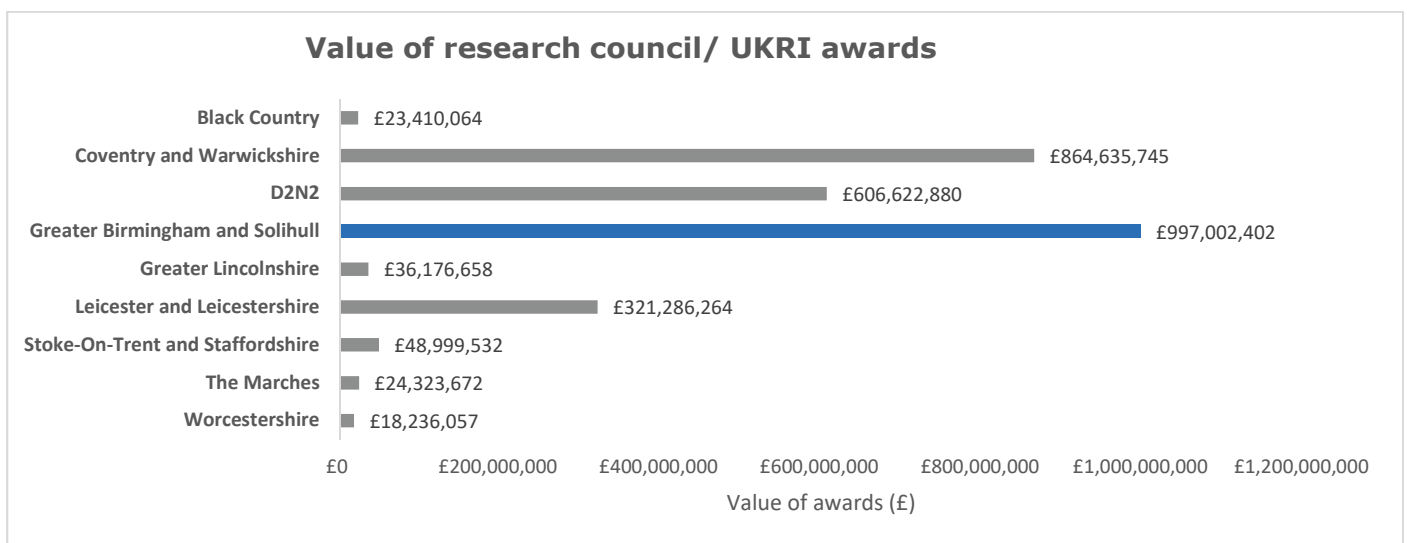 Value of research council/ UKRI awards
Black Country £23,410,064
Coventry and Warwickshire £864,635,745
D2N2 £606,622,880
Greater Birmingham and Solihull £997,002,402
Greater Lincolnshire £36,176,658
Leicester and Leicestershire £321,286,264
Stoke-On-Trent and Staffordshire £48,999,532
The Marches £24,323,672
Worcestershire £18,236,057
£0 £200,000,000 £400,000,000 £600,000,000 £800,000,000 £1,000,000,000 £1,200,000,000
Value of awards (£)